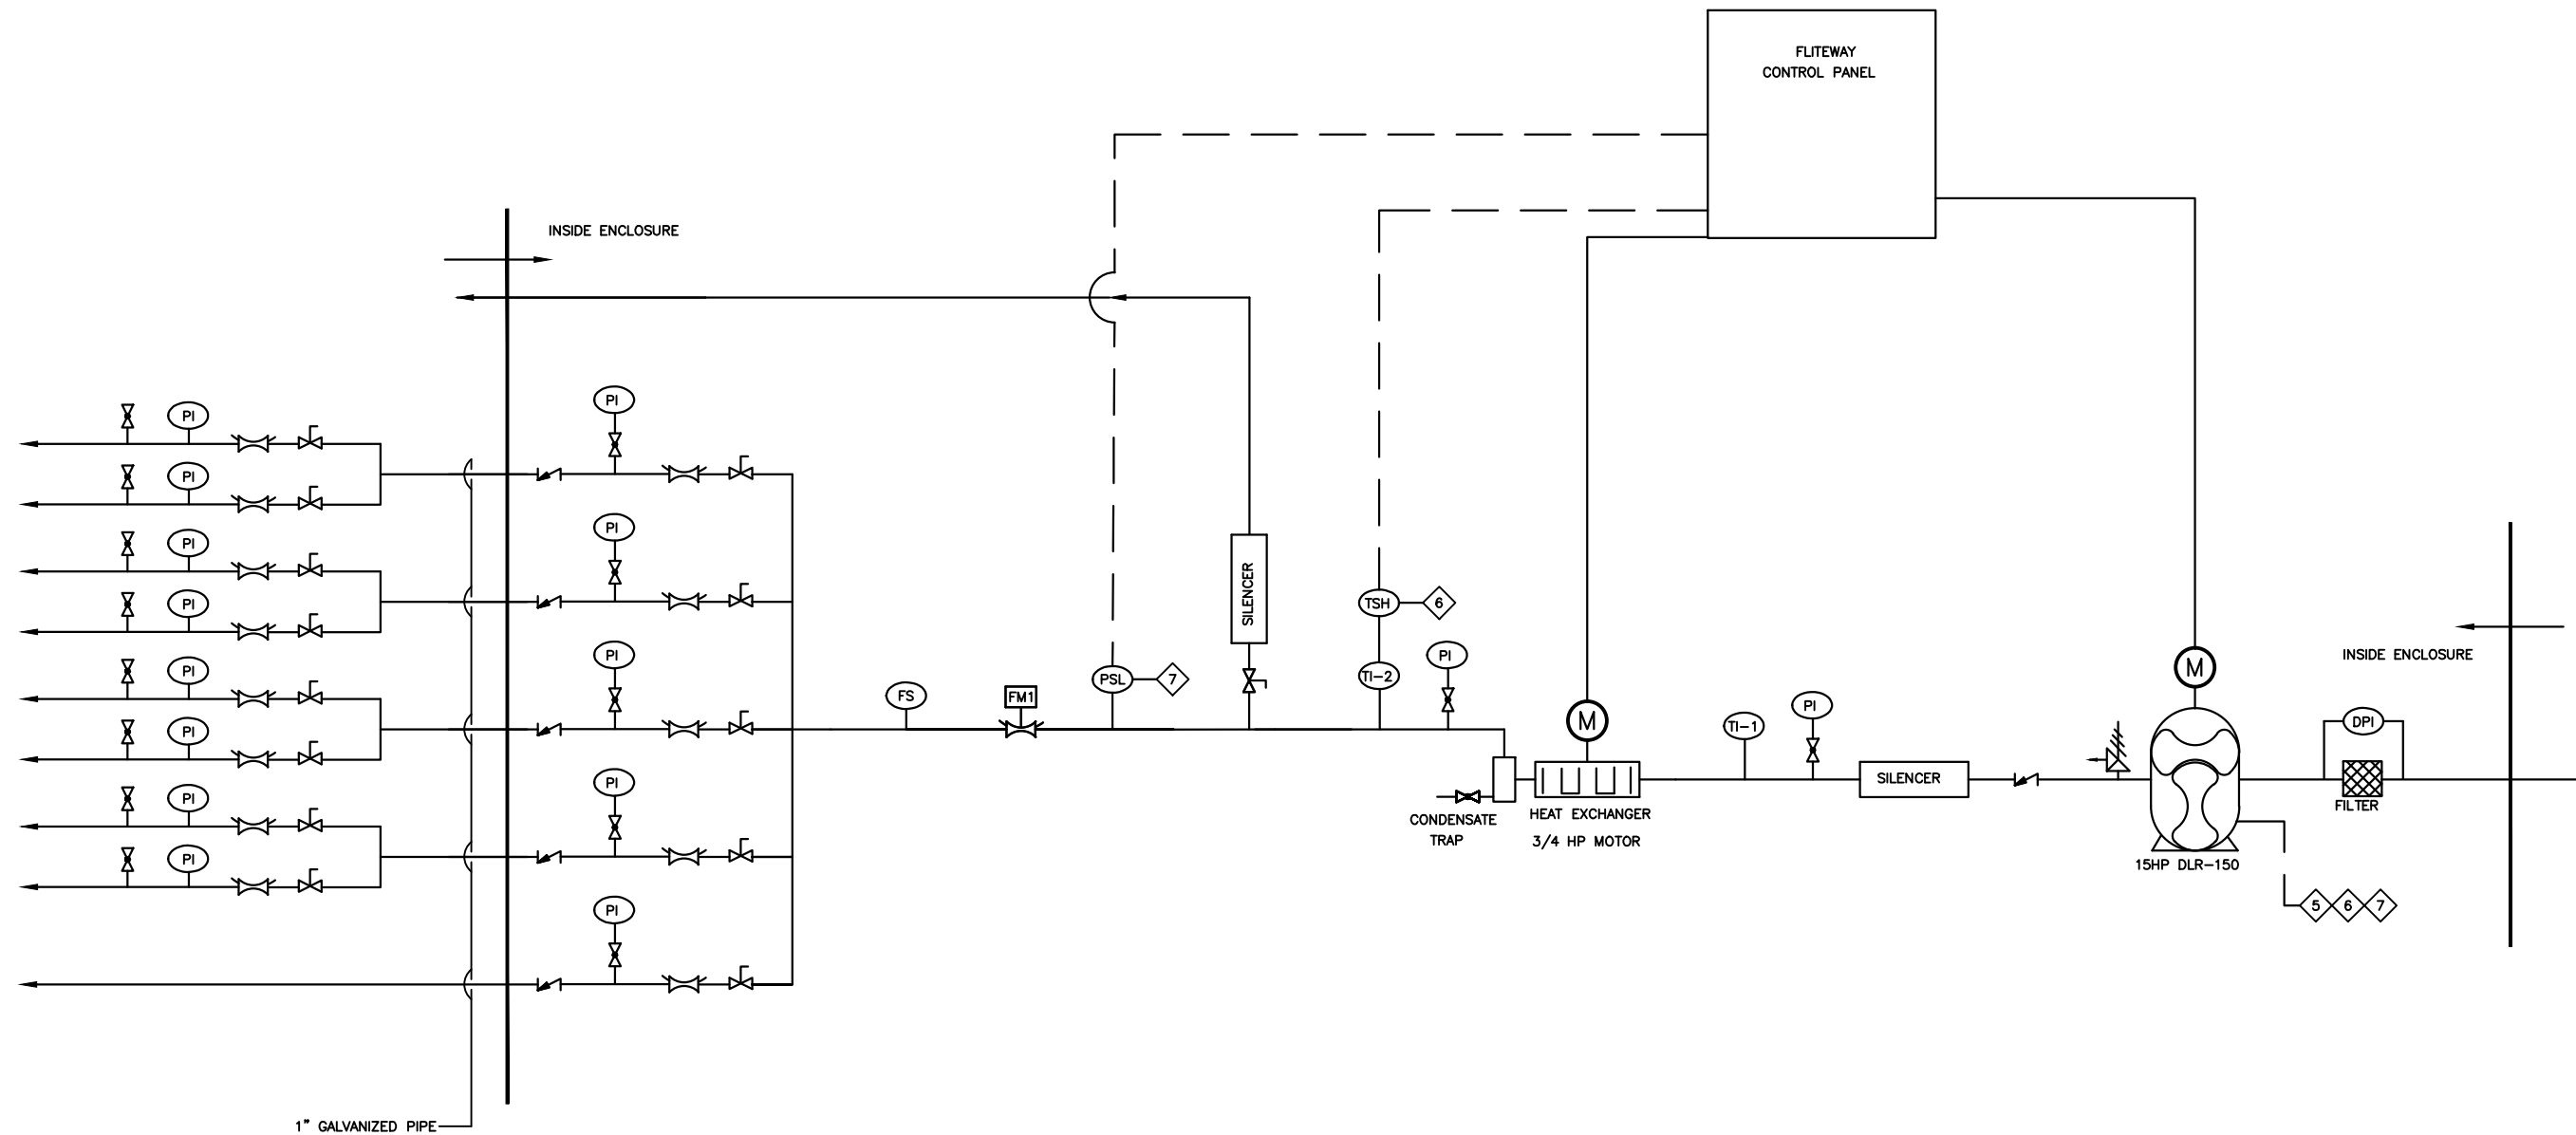 FLITEWAY
CONTROL PANEL
INSIDE ENCLOSURE
PI
PI
PI
PI
PI
PI
PI
PI
PI
PI
PI
PI
PI
SILENCER
TSH
6
TI-2
PI
PSL
7
FS
FM1
M
M
INSIDE ENCLOSURE
TI-1
PI
DPI
SILENCER
FILTER
CONDENSATE
TRAP
HEAT EXCHANGER
3/4 HP MOTOR
15HP DLR-150
5
6
7
1" GALVANIZED PIPE